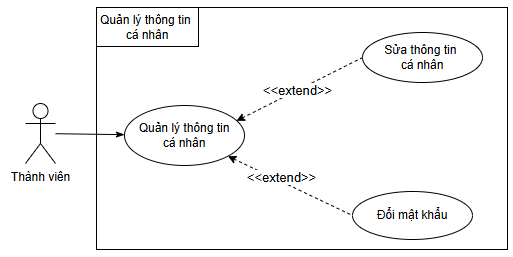 Quản lý thông tin
cá nhân
Sửa thông tin
cá nhân
<<extend>>
Quản lý thông tin
cá nhân
Thành viên
<<extend>>
Đổi mật khẩu